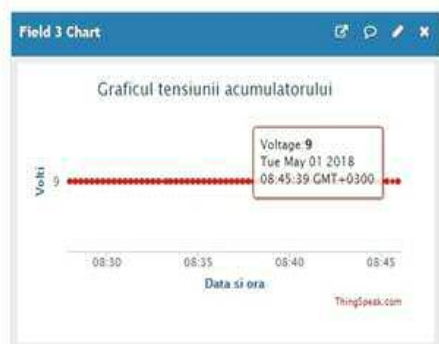 Field 3 Chart
Graficul tensiunii acumulatorului
Voltage:9
Tue May 01 2018
08:45:39 GMT+0300
Volti
9
08:30 08:35 08:40 08:45
Data si ora
ThingSpeak.com